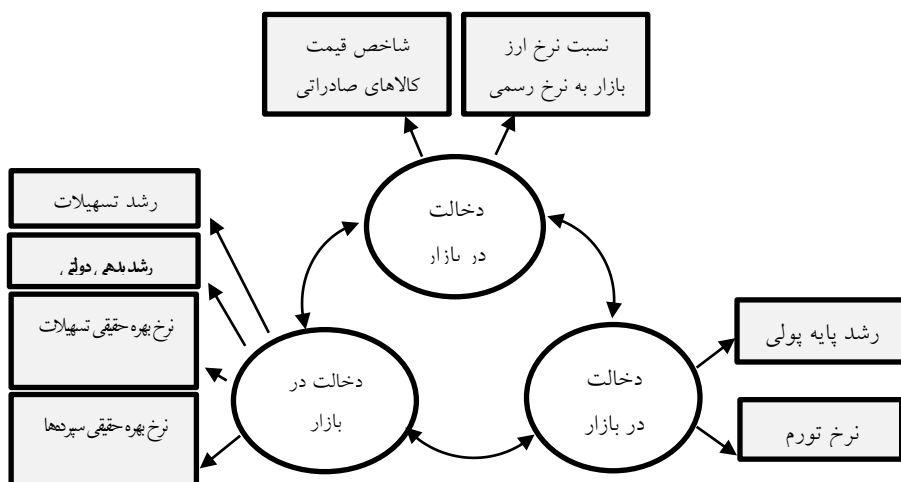 نسبت نرخ ارز
بازار به نرخ رسمی
شاخص قیمت
کالاهای صادراتی
دخالت
در بازار
رشد تسهیلات
رشد بدهی دولتی
نرخ بهره حقیقی تسهیلات
نرخ بهره حقیقی سپرده‌ها
دخالت در
بازار
دخالت
در بازار
رشد پایه پولی
نرخ تورم